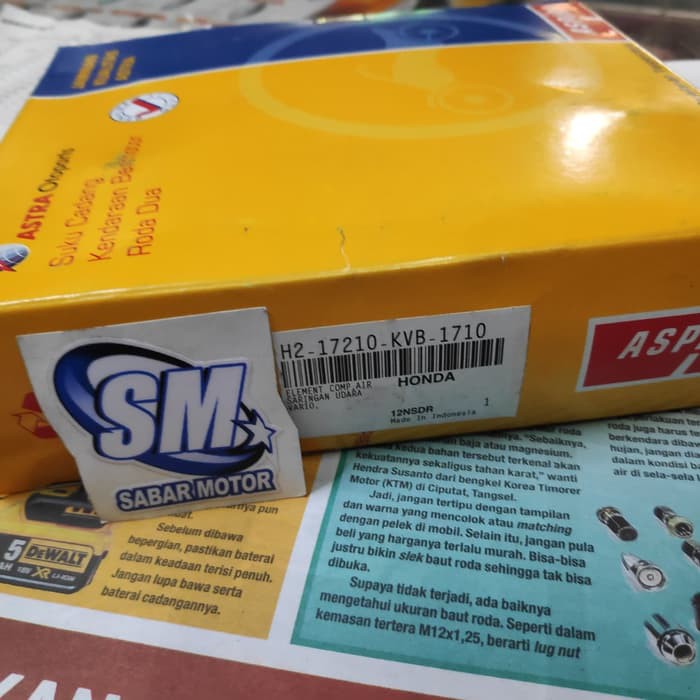 ASTRA Otoparts
Suku Cadang
Kendaraan Bermotor
Roda Dua
H2-17210-KVB-1710
ELEMENT COMP,AIR
HONDA
SARINGAN UDARA
VARIO,
12NSDR
1
Made In Indonesia
SM
SABAR MOTOR
ASP
5
DEWALT
XR
Sebelum dibawa
bepergian, pastikan baterai
dalam keadaan terisi penuh.
Jangan lupa bawa serta
baterai cadangannya.
baja atau magnesium.
kedua bahan tersebut terkenal akan
kekuatannya sekaligus tahan karat," wanti
Hendra Susanto dari bengkel Korea Timorer
Motor (KTM) di Ciputat, Tangsel.
Jadi, jangan tertipu dengan tampilan
dan warna yang mencolok atau matching
dengan pelek di mobil. Selain itu, jangan pula
beli yang harganya terlalu murah. Bisa-bisa
justru bikin slek baut roda sehingga tak bisa
dibuka.
Supaya tidak terjadi, ada baiknya
mengetahui ukuran baut roda. Seperti dalam
kemasan tertera M12x1,25, berarti lug nut
roda juga harus
berkendara dibawa
hujan, jangan dia
dalam kondisi b
air di sela-sela